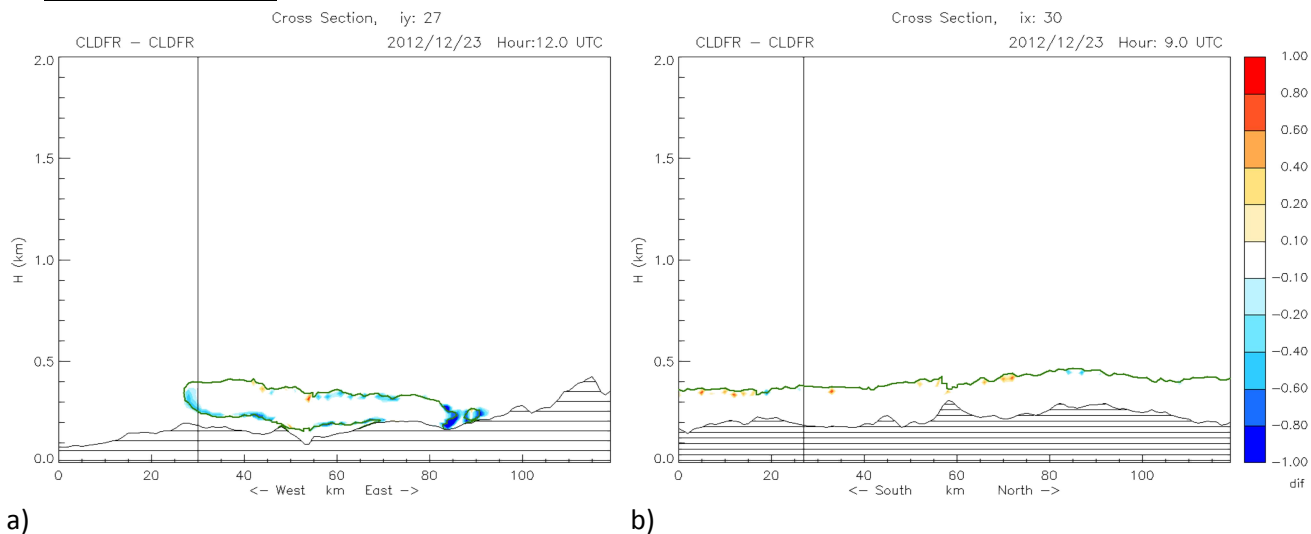 Cross Section, iy: 27
CLDFR – CLDFR 2012/12/23 Hour:12.0 UTC
2.0
1.5
1.0
0.5
0.0
H (km)
0 20 40 60 80 100
<– West km East –>
a)
Cross Section, ix: 30
CLDFR – CLDFR 2012/12/23 Hour: 9.0 UTC
2.0
1.5
1.0
0.5
0.0
H (km)
0 20 40 60 80 100
<– South km North –>
b)
1.00
0.80
0.60
0.40
0.20
0.10
–0.10
–0.20
–0.40
–0.60
–0.80
–1.00
dif